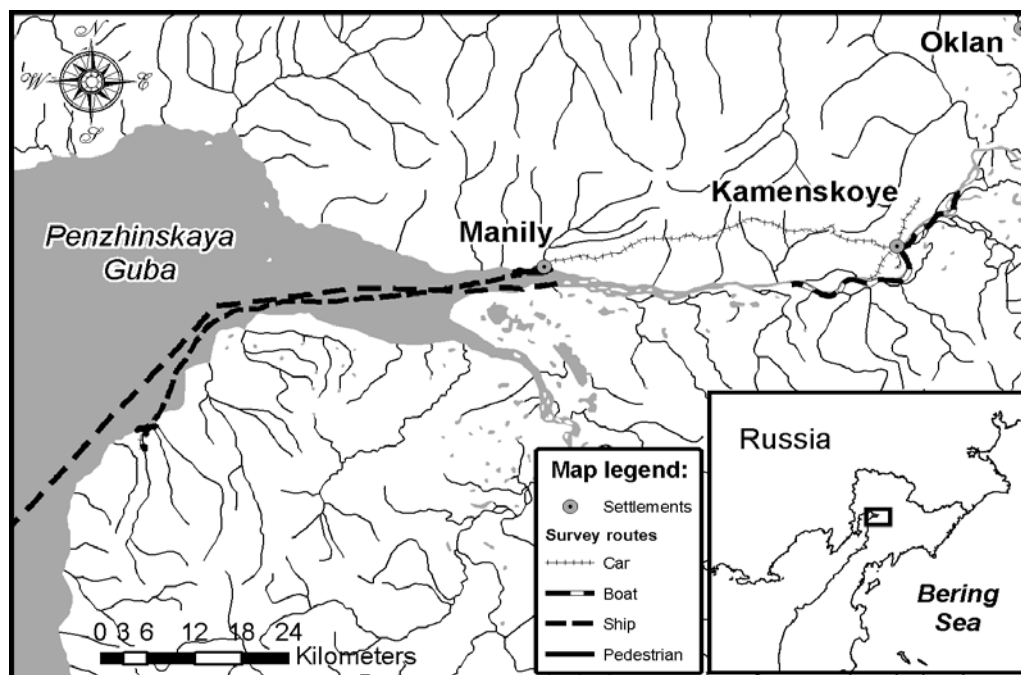 N
W
E
S
Oklan
Kamenskoye
Manily
Penzhinskaya
Guba
Map legend:
Settlements
Survey routes
Car
Boat
Ship
Pedestrian
Russia
Bering
Sea
0 3 6 12 18 24
Kilometers